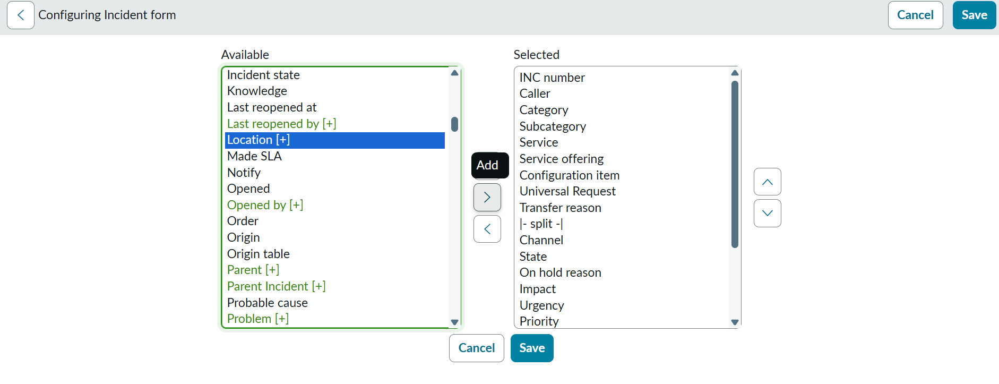 Configuring Incident form
Cancel
Save
Available
Incident state
Knowledge
Last reopened at
Last reopened by [+]
Location [+]
Made SLA
Notify
Opened
Opened by [+]
Order
Origin
Origin table
Parent [+]
Parent Incident [+]
Probable cause
Problem [+]
Add
Selected
INC number
Caller
Category
Subcategory
Service
Service offering
Configuration item
Universal Request
Transfer reason
|- split -|
Channel
State
On hold reason
Impact
Urgency
Priority
Cancel
Save